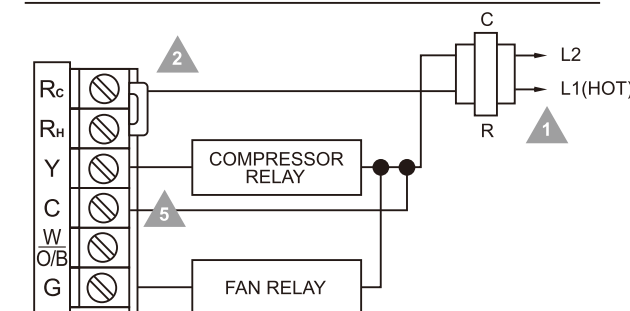 C
L2
2
Rc
L1(HOT)
1
RH
R
COMPRESSOR
RELAY
Y
C
5
W
O/B
G
FAN RELAY